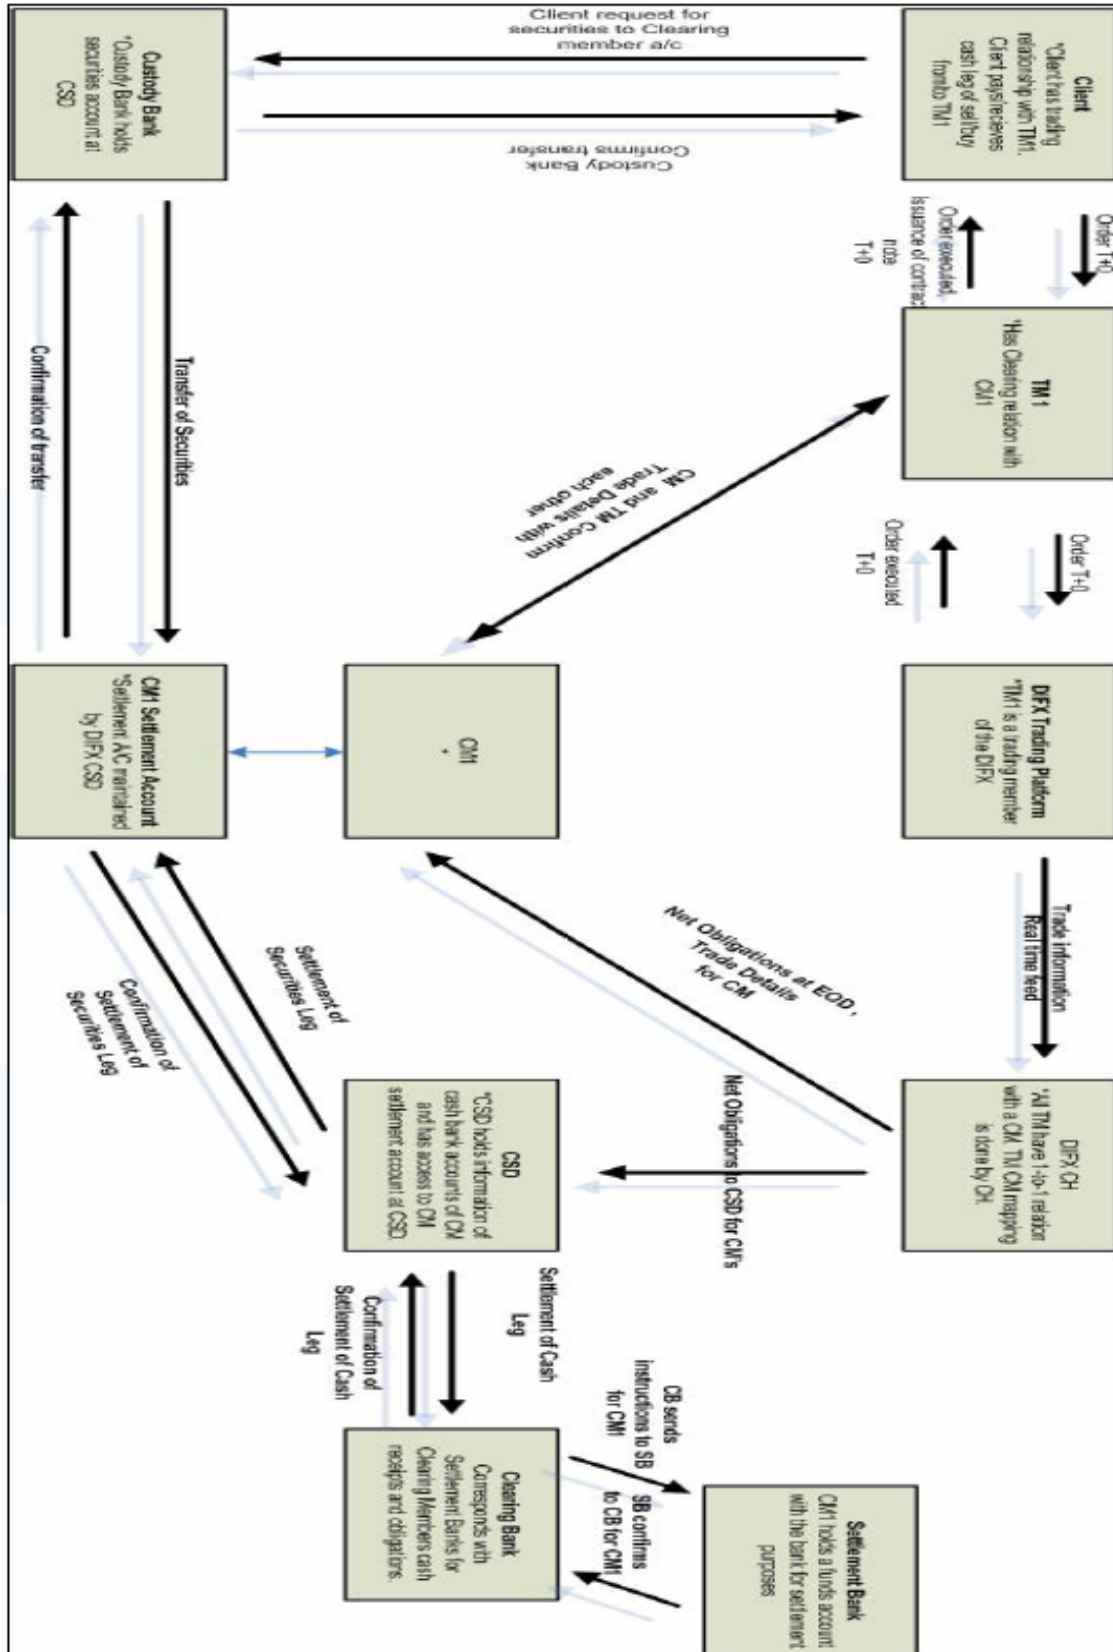 Client
*Client has trading
relationship with TM1.
Client pays/recieves
cash leg of sell/buy
from/to TM1
Order T+0
Order executed,
Issuance of contract
note
T+0
TM 1
*Has Clearing relation with
CM1
Order T+0
Order executed
T+0
DIFX Trading Platform
*TM1 is a trading member
of the DIFX
Trade information
Real time feed
DIFX CH
*All TM have 1-to-1 relation
with a CM. TM CM mapping
is done by CH.
Client request for
securities to Clearing
member a/c
Custody Bank
Confirms transfer
CM and TM Confirm
Trade Details with
each other
Net Obligations at EOD,
Trade Details
for CM
Net Obligations to CSD for CM's
Settlement Bank
CM1 holds a funds account
with the bank for settlement
purposes
CB sends
instructions to SB
for CM1
SB confirms
to CB for CM1
CM1
*
CSD
*CSD holds information of
cash bank accounts of CM
and has access to CM
settlement account at CSD.
Settlement of Cash
Leg
Confirmation of
Settlement of Cash
Leg
Clearing Bank
Corresponds with
Settlement Banks for
Clearing Members cash
receipts and obligations.
Settlement of
Securities Leg
Confirmation of
Settlement of
Securities Leg
Custody Bank
*Custody Bank holds
securities account at
CSD
Transfer of Securities
Confirmation of transfer
CM1 Settlement Account
*Settlement A/C maintained
by DIFX CSD